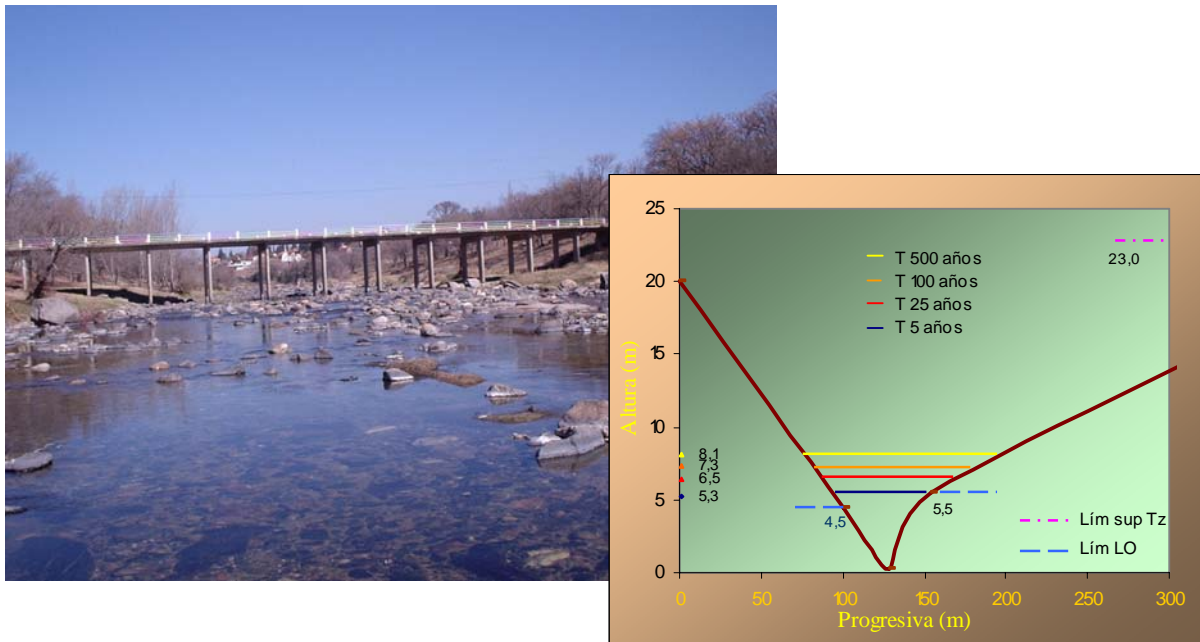 25
20
15
10
5
0
Altura (m)
T 500 años
T 100 años
T 25 años
T 5 años
23,0
8,1
7,3
6,5
5,3
4,5
5,5
Lím sup Tz
Lím LO
0 50 100 150 200 250 300
Progresiva (m)